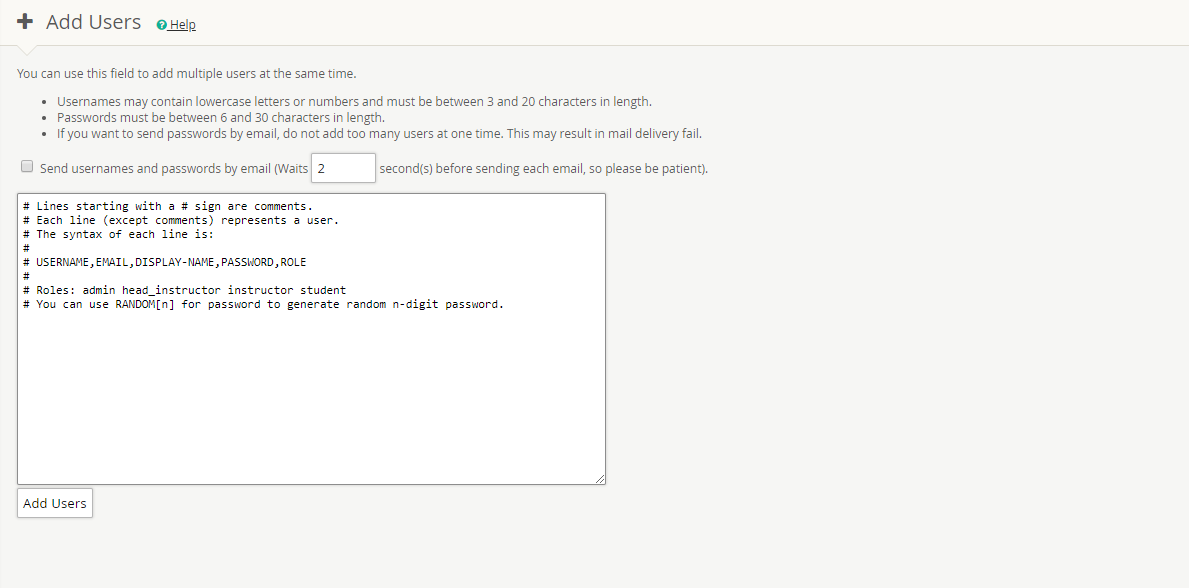 Add Users Help
You can use this field to add multiple users at the same time.
Usernames may contain lowercase letters or numbers and must be between 3 and 20 characters in length.
Passwords must be between 6 and 30 characters in length.
If you want to send passwords by email, do not add too many users at one time. This may result in mail delivery fail.
Send usernames and passwords by email (Waits 2 second(s) before sending each email, so please be patient).
# Lines starting with a # sign are comments.
# Each line (except comments) represents a user.
# The syntax of each line is:
#
# USERNAME,EMAIL,DISPLAY-NAME,PASSWORD,ROLE
#
# Roles: admin head_instructor instructor student
# You can use RANDOM[n] for password to generate random n-digit password.
Add Users